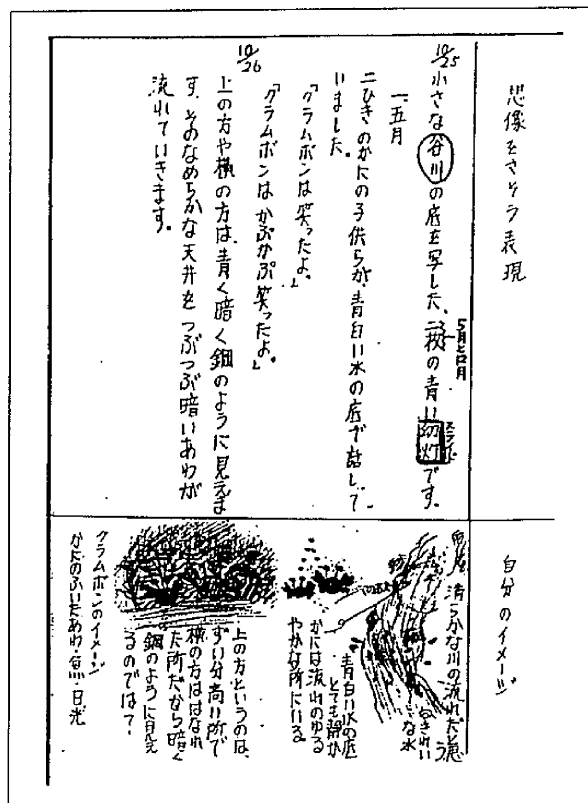 想像をさそう表現
10/25
小さな谷川の底を写した、二枚の青い幻灯です。
5月と12月
スライド
一、五月
二ひきのかにの子供らが、青白い水の底で話して
いました。
「クラムボンは笑ったよ。」
「クラムボンはかぷかぷ笑ったよ。」
10/26
上の方や横の方は、青く暗く鋼のように見えま
す。そのなめらかな天井を、つぶつぶ暗いあわが
流れていきます。
自分のイメージ
清らかな川の流れだと思う
きれいな水
青白い水の底
とても静か
かには流れのゆる
やかな所にいる
上の方というのは、
ずい分高い所で
横の方ははなれ
た所だから暗く
鋼のように見え
るのでは?
クラムボンのイメージ
かにのふいたあわ・魚・日光